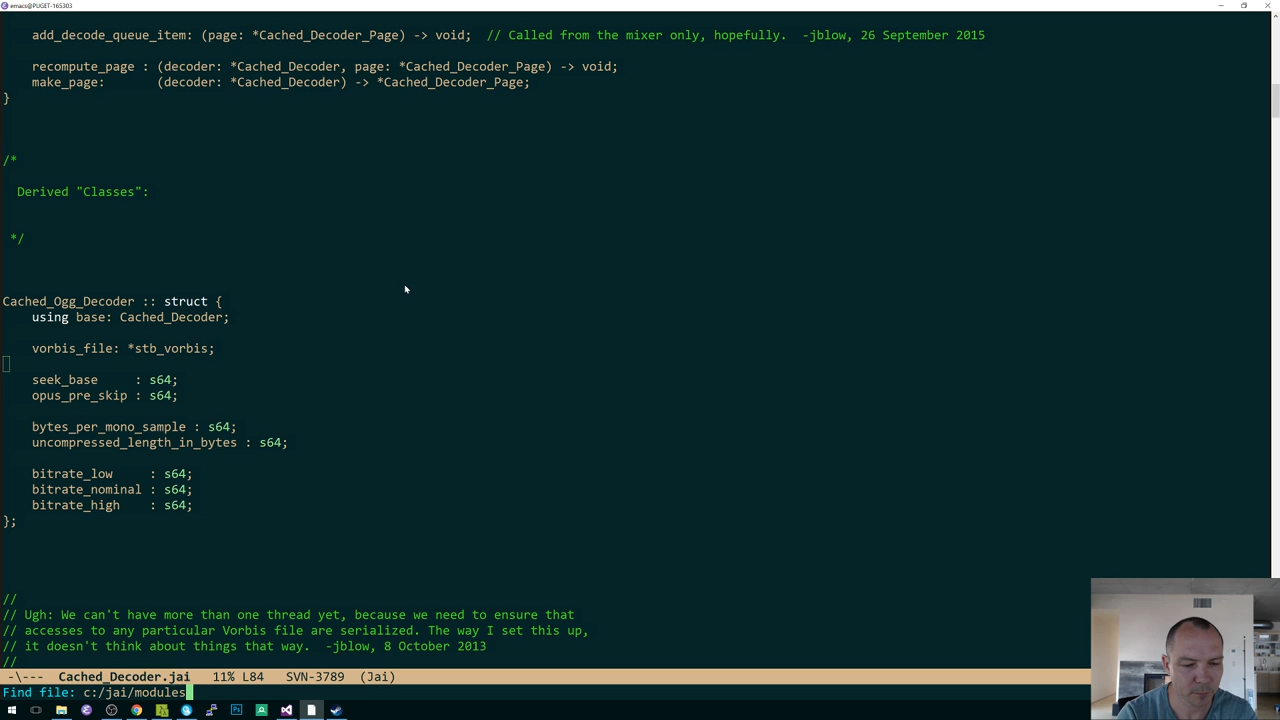 emacs@PUGET-165303
add_decode_queue_item: (page: *Cached_Decoder_Page) -> void;  // Called from the mixer only, hopefully.  -jblow, 26 September 2015
recompute_page : (decoder: *Cached_Decoder, page: *Cached_Decoder_Page) -> void;
make_page:       (decoder: *Cached_Decoder) -> *Cached_Decoder_Page;
}
/*
Derived "Classes":
*/
Cached_Ogg_Decoder :: struct {
using base: Cached_Decoder;
vorbis_file: *stb_vorbis;
seek_base     : s64;
opus_pre_skip : s64;
bytes_per_mono_sample : s64;
uncompressed_length_in_bytes : s64;
bitrate_low     : s64;
bitrate_nominal : s64;
bitrate_high    : s64;
};
//
// Ugh: We can't have more than one thread yet, because we need to ensure that
// accesses to any particular Vorbis file are serialized. The way I set this up,
// it doesn't think about things that way.  -jblow, 8 October 2013
//
-\---  Cached_Decoder.jai   11% L84   SVN-3789  (Jai)
Find file: c:/jai/modules